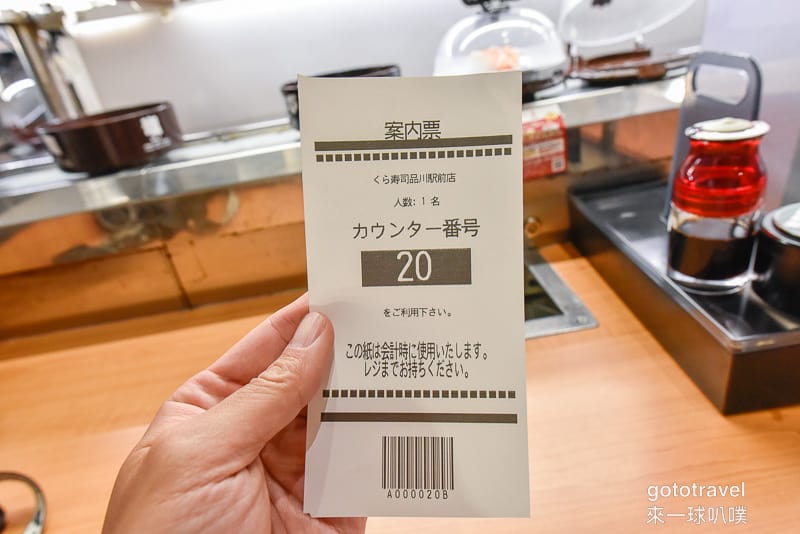 案内票
くら寿司品川駅前店
人数: 1 名
カウンター番号
20
をご利用下さい。
この紙は会計時に使用いたします。
レジまでお持ちください。
A000020B
gototravel
來一球叭噗